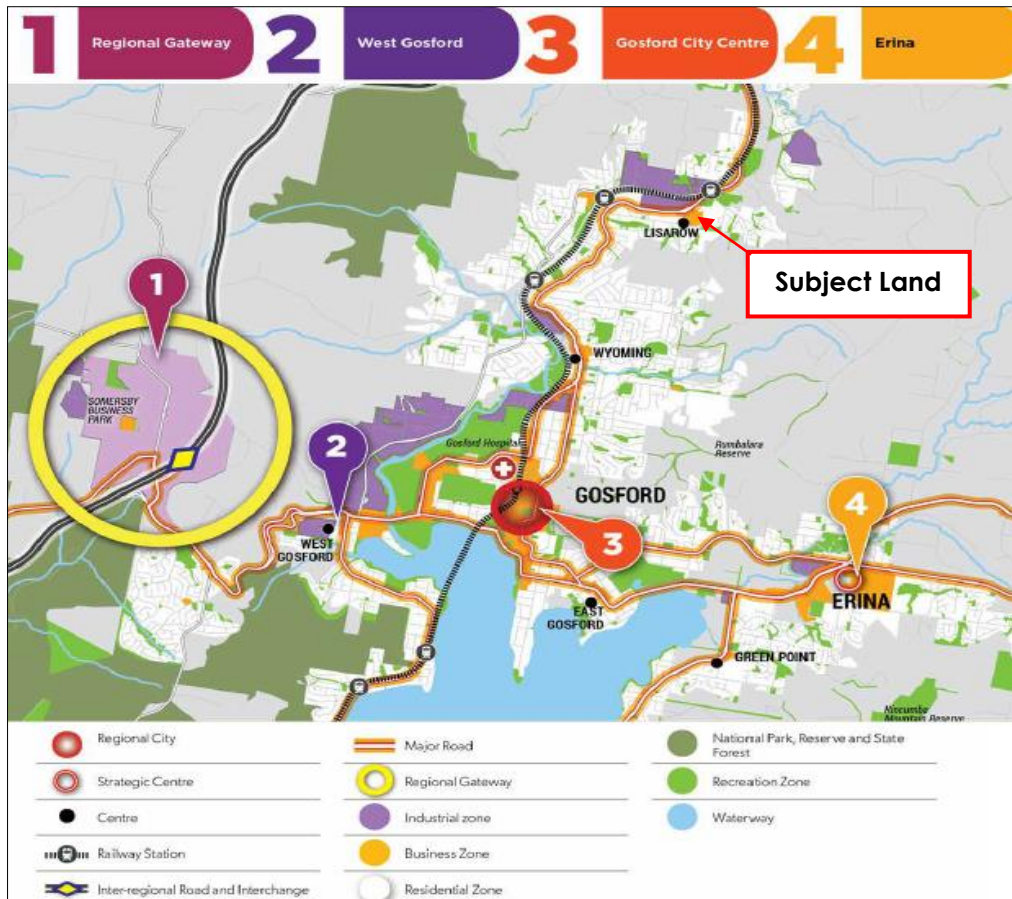 1 Regional Gateway 2 West Gosford 3 Gosford City Centre 4 Erina
LISAROW
Subject Land
1
WYOMING
SOMERSBY
BUSINESS
PARK
2
Gosford Hospital
Rumbalara
Reserve
GOSFORD
4
3
WEST
GOSFORD
ERINA
EAST
GOSFORD
GREEN POINT
Kincumba
Mountain Reserve
Regional City
Strategic Centre
Centre
Railway Station
Inter-regional Road and Interchange
Major Road
Regional Gateway
Industrial zone
Business Zone
Residential Zone
National Park, Reserve and State
Forest
Recreation Zone
Waterway